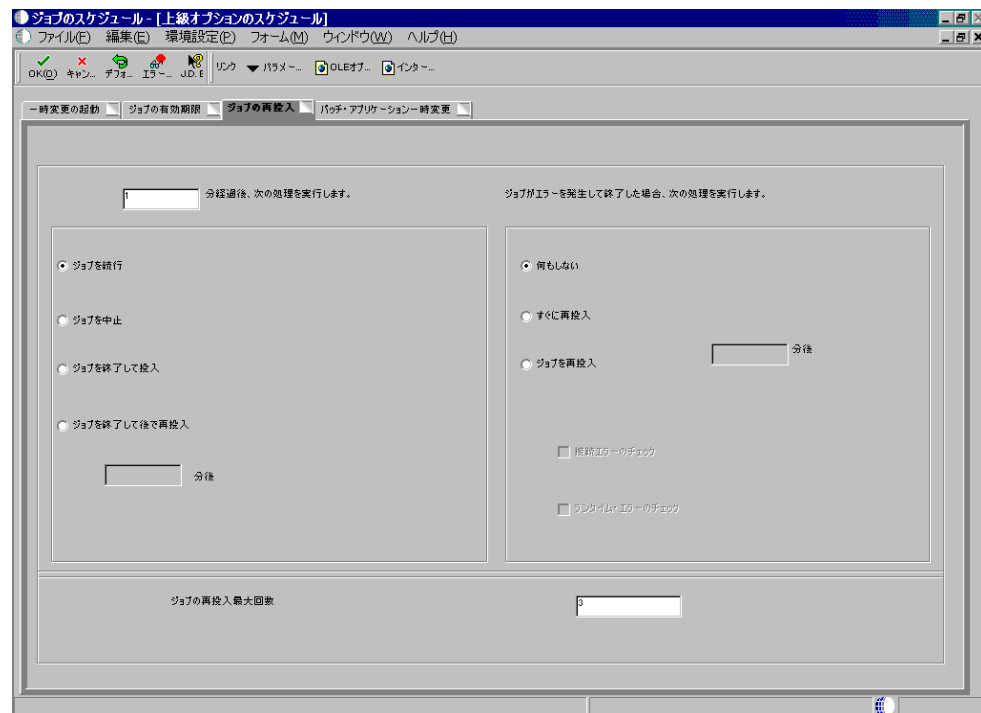 ジョブのスケジュール - [上級オプションのスケジュール]
ファイル(F) 編集(E) 環境設定(P) フォーム(M) ウィンドウ(W) ヘルプ(H)
OK(O) キャン... デフォ... エラー... J.D. E リンク パラメー... OLEオブ... インター...
一時変更の起動 ジョブの有効期限 ジョブの再投入 バッチ・アプリケーション一時変更
1 分経過後、次の処理を実行します。 ジョブがエラーを発生して終了した場合、次の処理を実行します。
ジョブを続行
何もしない
ジョブを中止
すぐに再投入
ジョブを終了して投入
ジョブを再投入
分後
ジョブを終了して後で再投入
分後
接続エラーのチェック
ランタイム・エラーのチェック
ジョブの再投入最大回数
3